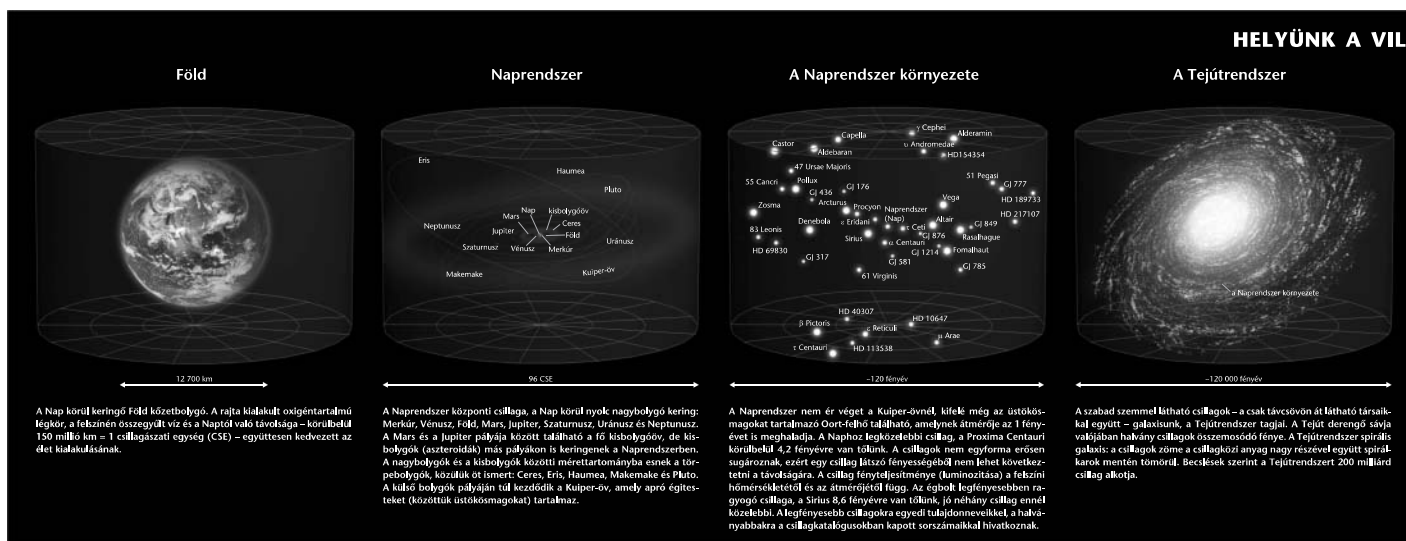 HELYÜNK A VIL
Föld
Naprendszer
A Naprendszer környezete
A Tejútrendszer
Eris
Haumea
Pluto
Nap
kisbolygóöv
Mars
Ceres
Neptunusz
Jupiter
Föld
Uránusz
Szaturnusz
Vénusz
Merkúr
Makemake
Kuiper-öv
γ Cephei
Alderamin
Capella
Castor
Aldebaran
υ Andromedae
HD154354
47 Ursae Majoris
55 Cancri
Pollux
GJ 436
GJ 176
51 Pegasi
GJ 777
HD 189733
Arcturus
Procyon
Vega
Zosma
ε Eridani
Naprendszer
(Nap)
Altair
HD 217107
Denebola
τ Ceti
GJ 849
83 Leonis
Sirius
GJ 876
Rasalhague
HD 69830
α Centauri
GJ 1214
Fomalhaut
GJ 317
GJ 581
61 Virginis
GJ 785
HD 40307
HD 10647
β Pictoris
ε Reticuli
μ Arae
τ Centauri
HD 113538
a Naprendszer környezete
12 700 km
96 CSE
~120 fényév
~120 000 fényév
A Nap körül keringő Föld kőzetbolygó. A rajta kialakult oxigéntartalmú
légkör, a felszínén összegyűlt víz és a Naptól való távolsága – körülbelül
150 millió km = 1 csillagászati egység (CSE) – együttesen kedvezett az
élet kialakulásának.
A Naprendszer központi csillaga, a Nap körül nyolc nagybolygó kering:
Merkúr, Vénusz, Föld, Mars, Jupiter, Szaturnusz, Uránusz és Neptunusz.
A Mars és a Jupiter pályája között található a fő kisbolygóöv, de kis-
bolygók (aszteroidák) más pályákon is keringenek a Naprendszerben.
A nagybolygók és a kisbolygók közötti mérettartományba esnek a tör-
pebolygók, közülük öt ismert: Ceres, Eris, Haumea, Makemake és Pluto.
A külső bolygók pályáján túl kezdődik a Kuiper-öv, amely apró égites-
teket (közöttük üstökösmagokat) tartalmaz.
A Naprendszer nem ér véget a Kuiper-övnél, kifelé még az üstökös-
magokat tartalmazó Oort-felhő található, amelynek átmérője az 1 fény-
évet is meghaladja. A Naphoz legközelebbi csillag, a Proxima Centauri
körülbelül 4,2 fényévre van tőlünk. A csillagok nem egyforma erősen
sugároznak, ezért egy csillag látszó fényességéből nem lehet következ-
tetni a távolságára. A csillag fényteljesítménye (luminozitása) a felszíni
hőmérsékletétől és az átmérőjétől függ. Az égbolt legfényesebben ra-
gyogó csillaga, a Sirius 8,6 fényévre van tőlünk, jó néhány csillag ennél
közelebbi. A legfényesebb csillagokra egyedi tulajdonneveikkel, a halvá-
nyabbakra a csillagkatalógusokban kapott sorszámaikkal hivatkoznak.
A szabad szemmel látható csillagok – a csak távcsövön át látható társaik-
kal együtt – galaxisunk, a Tejútrendszer tagjai. A Tejút derengő sávja
valójában halvány csillagok összemosódó fénye. A Tejútrendszer spirális
galaxis: a csillagok zöme a csillagközi anyag nagy részével együtt spirál-
karok mentén tömörül. Becslések szerint a Tejútrendszert 200 milliárd
csillag alkotja.